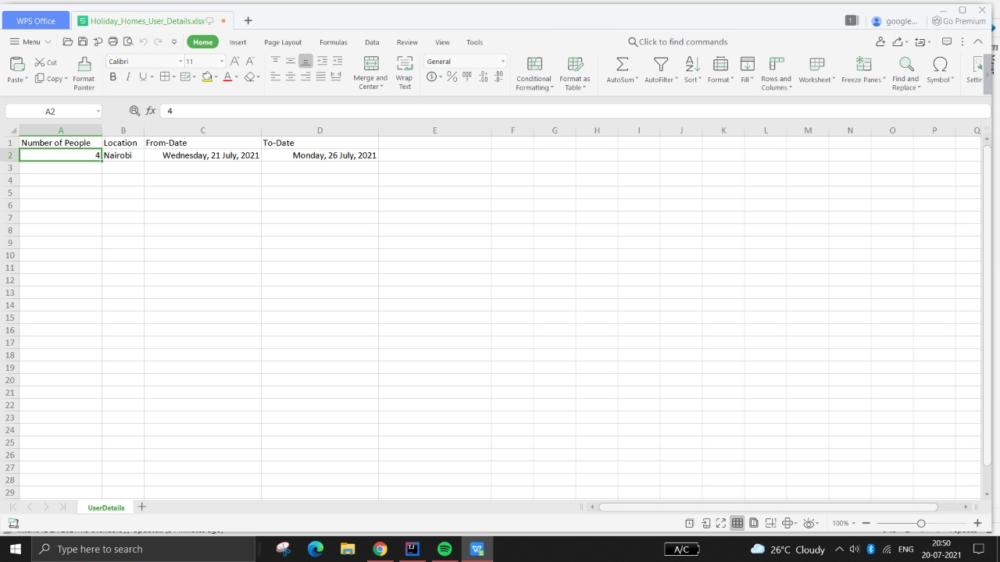 WPS Office
Holiday_Homes_User_Details.xlsx
1
google...
Go Premium
Menu
Home
Insert
Page Layout
Formulas
Data
Review
View
Tools
Click to find commands
Paste
Cut
Copy
Format Painter
Calibri
11
Merge and Center
Wrap Text
General
Conditional Formatting
Format as Table
AutoSum
AutoFilter
Sort
Format
Fill
Rows and Columns
Worksheet
Freeze Panes
Find and Replace
Symbol
A2
fx
4
A B C D E F G H I J K L M N O P Q
1 Number of People Location From-Date To-Date
2 4 Nairobi Wednesday, 21 July, 2021 Monday, 26 July, 2021
3
4
5
6
7
8
9
10
11
12
13
14
15
16
17
18
19
20
21
22
23
24
25
26
27
28
29
UserDetails
100%
Type here to search
A/C
26°C Cloudy
ENG
20:50
20-07-2021